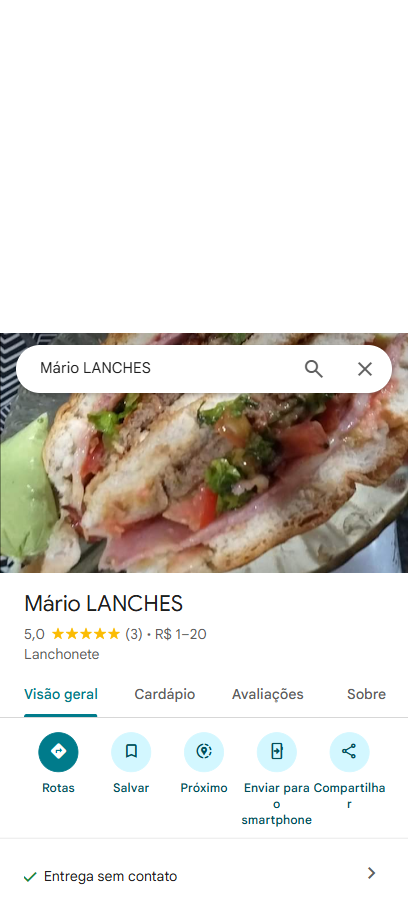 Mário LANCHES
Mário LANCHES
5,0 ★★★★★ (3) · R$ 1–20
Lanchonete
Visão geral Cardápio Avaliações Sobre
Rotas Salvar Próximo Enviar para o smartphone Compartilhar
Entrega sem contato